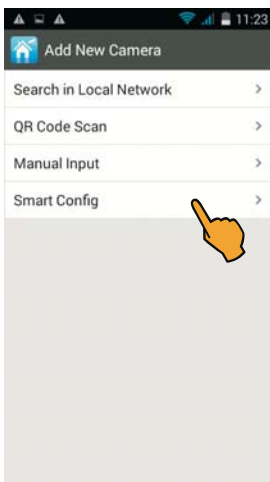 11:23
Add New Camera
Search in Local Network
QR Code Scan
Manual Input
Smart Config